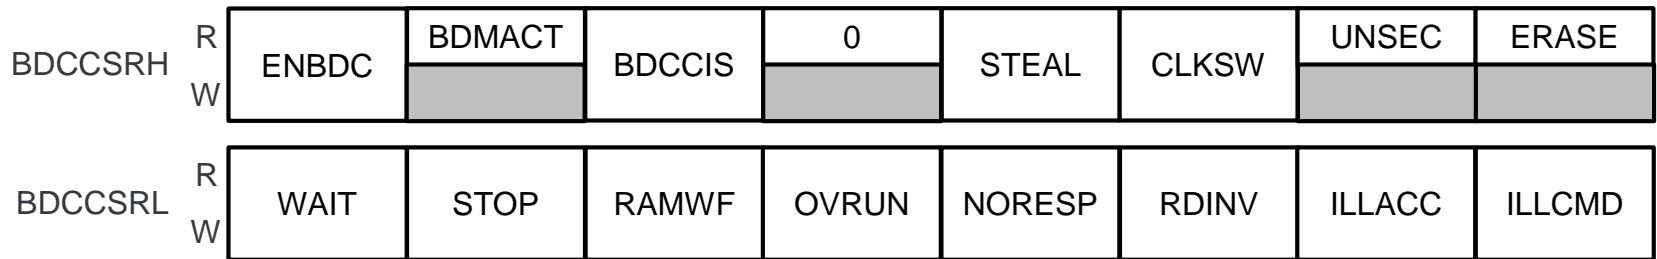 R BDMACT 0 UNSEC ERASE
BDCCSRH ENBDC BDCCIS STEAL CLKSW
W
R
BDCCSRL WAIT STOP RAMWF OVRUN NORESP RDINV ILLACC ILLCMD
W